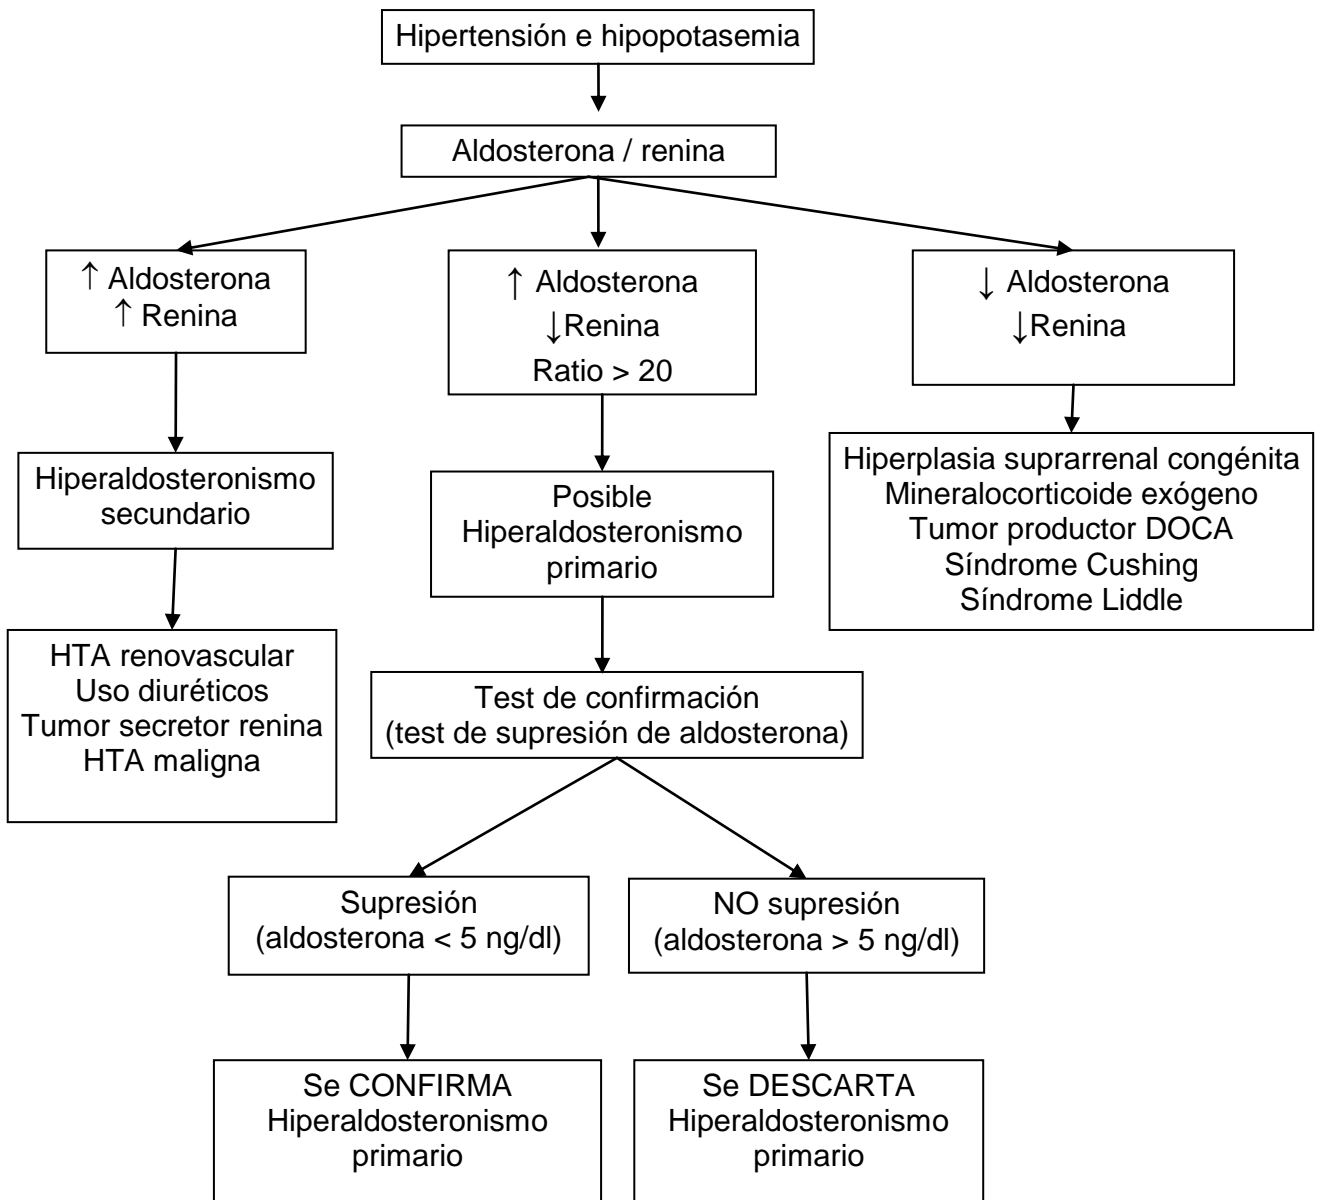 Hipertensión e hipopotasemia
Aldosterona / renina
↑ Aldosterona
↑ Renina
↑ Aldosterona
↓Renina
Ratio > 20
↓ Aldosterona
↓Renina
Hiperaldosteronismo
secundario
Posible
Hiperaldosteronismo
primario
Hiperplasia suprarrenal congénita
Mineralocorticoide exógeno
Tumor productor DOCA
Síndrome Cushing
Síndrome Liddle
HTA renovascular
Uso diuréticos
Tumor secretor renina
HTA maligna
Test de confirmación
(test de supresión de aldosterona)
Supresión
(aldosterona < 5 ng/dl)
NO supresión
(aldosterona > 5 ng/dl)
Se CONFIRMA
Hiperaldosteronismo
primario
Se DESCARTA
Hiperaldosteronismo
primario